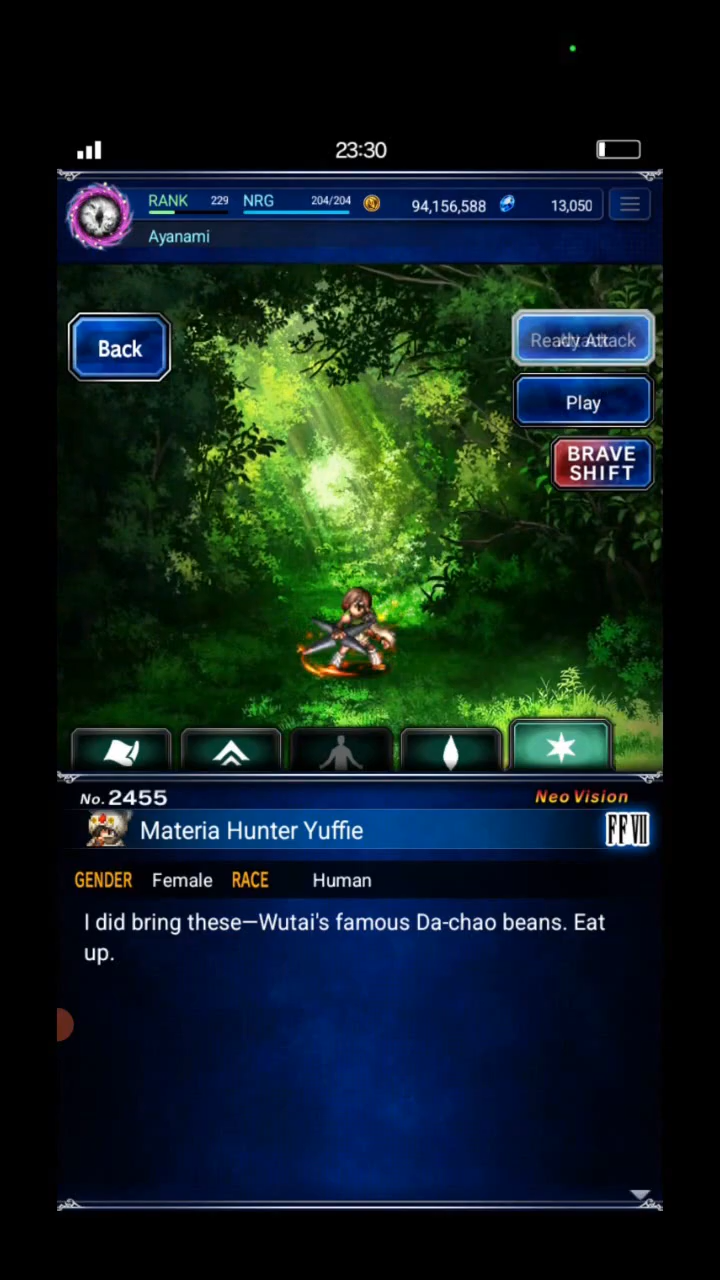 23:30
RANK 229 NRG 204/204 94,156,588 13,050
Ayanami
Back
Ready Attack
Play
BRAVE
SHIFT
No. 2455
Neo Vision
Materia Hunter Yuffie
FFVII
GENDER Female RACE Human
I did bring these—Wutai's famous Da-chao beans. Eat
up.